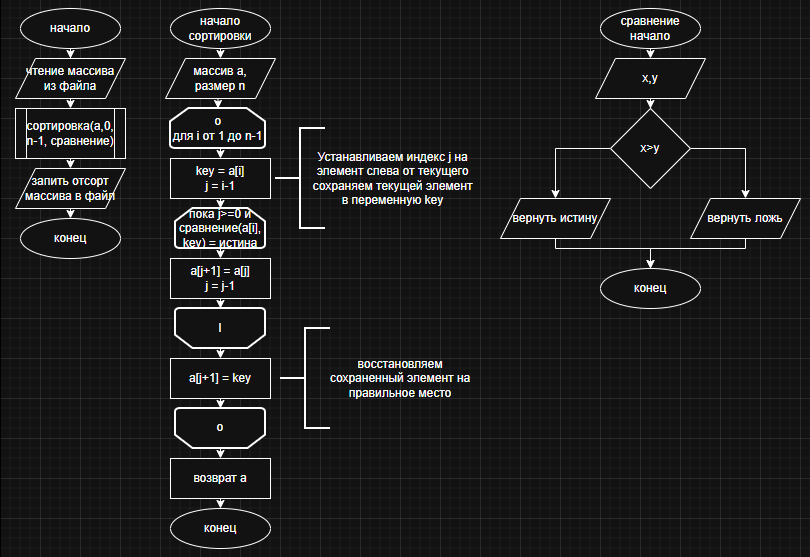 начало
чтение массива
из файла
сортировка(a,0,
n-1, сравнение)
запить отсорт
массива в файл
конец
начало
сортировки
массив a,
размер n
o
для i от 1 до n-1
key = a[i]
j = i-1
пока j>=0 и
сравнение(a[i],
key) = истина
a[j+1] = a[j]
j = j-1
I
a[j+1] = key
o
возврат a
конец
Устанавливаем индекс j на
элемент слева от текущего
сохраняем текущей элемент
в переменную key
восстановляем
сохраненный элемент на
правильное место
сравнение
начало
x,y
x>y
вернуть истину
вернуть ложь
конец